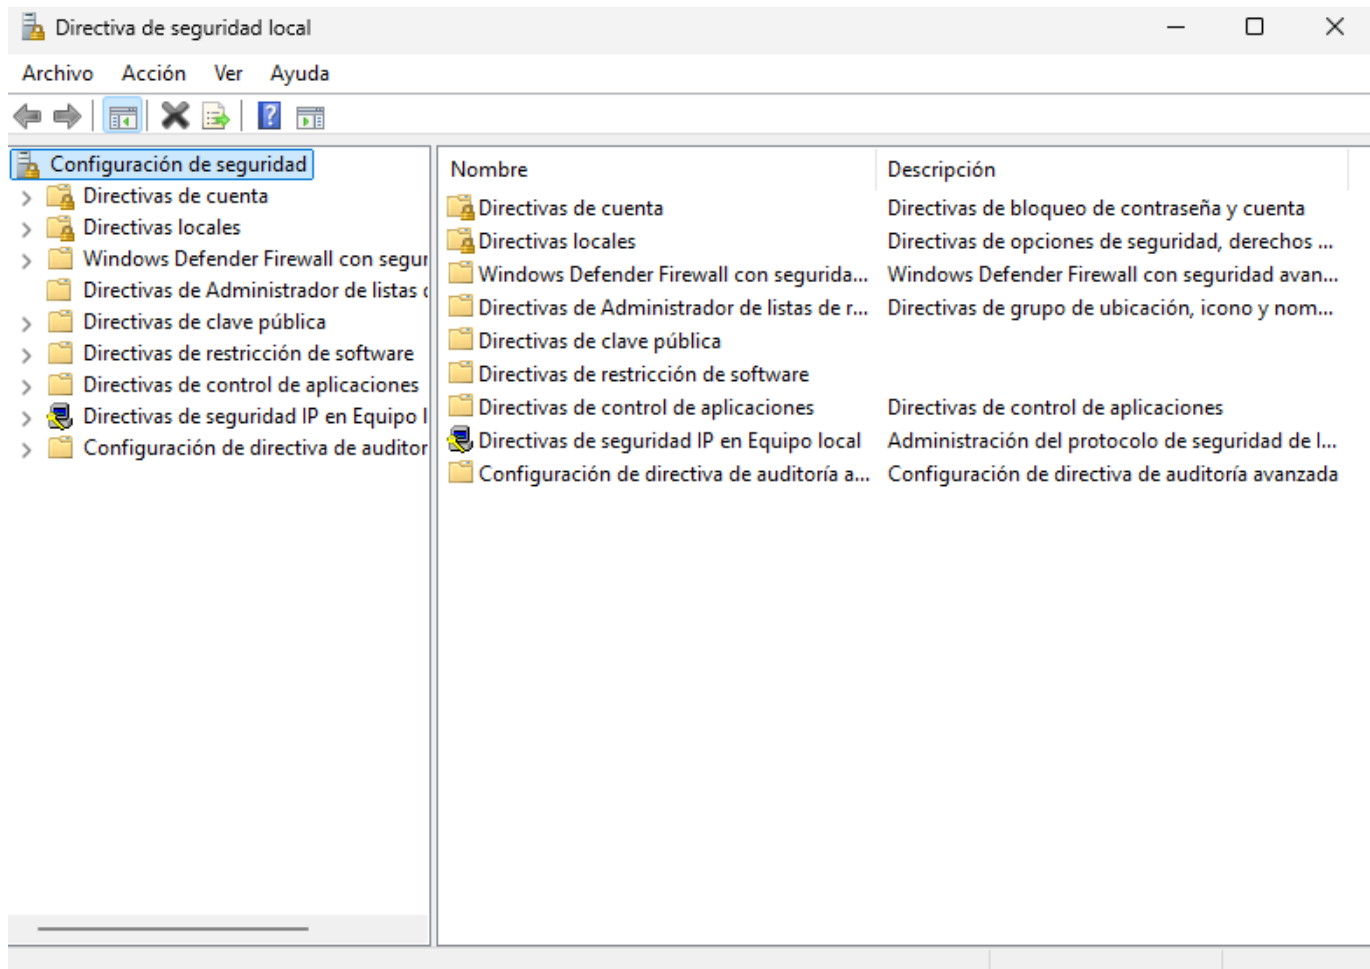 Directiva de seguridad local
Archivo Acción Ver Ayuda
Configuración de seguridad
Directivas de cuenta
Directivas locales
Windows Defender Firewall con segur
Directivas de Administrador de listas
Directivas de clave pública
Directivas de restricción de software
Directivas de control de aplicaciones
Directivas de seguridad IP en Equipo l
Configuración de directiva de auditor
Nombre Descripción
Directivas de cuenta Directivas de bloqueo de contraseña y cuenta
Directivas locales Directivas de opciones de seguridad, derechos ...
Windows Defender Firewall con segurida... Windows Defender Firewall con seguridad avan...
Directivas de Administrador de listas de r... Directivas de grupo de ubicación, icono y nom...
Directivas de clave pública
Directivas de restricción de software
Directivas de control de aplicaciones Directivas de control de aplicaciones
Directivas de seguridad IP en Equipo local Administración del protocolo de seguridad de I...
Configuración de directiva de auditoría a... Configuración de directiva de auditoría avanzada